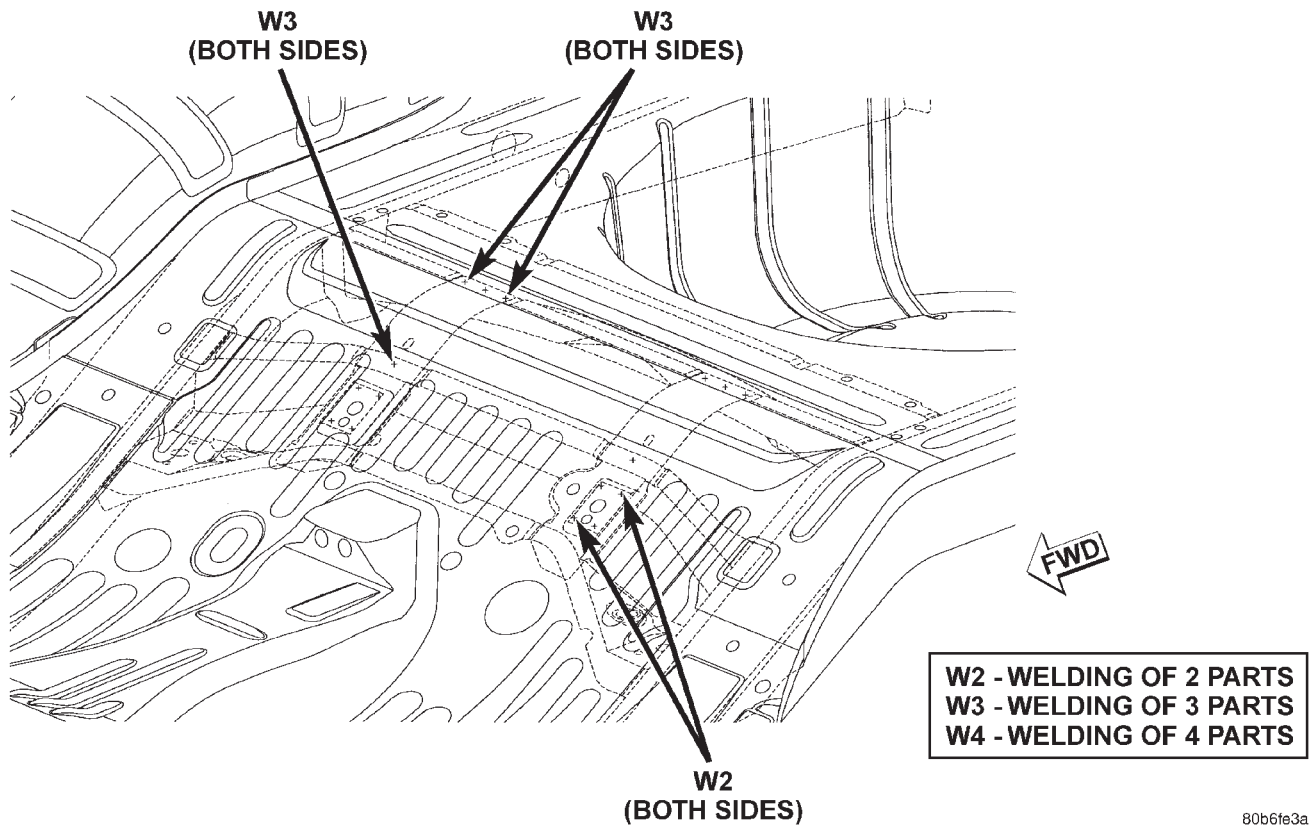 W3
(BOTH SIDES)
W3
(BOTH SIDES)
FWD
W2 - WELDING OF 2 PARTS
W3 - WELDING OF 3 PARTS
W4 - WELDING OF 4 PARTS
W2
(BOTH SIDES)
80b6fe3a